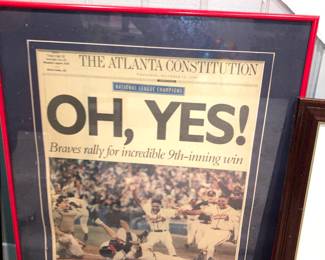 THE ATLANTA CONSTITUTION
NATIONAL LEAGUE CHAMPIONS
OH, YES!
Braves rally for incredible 9th-inning win